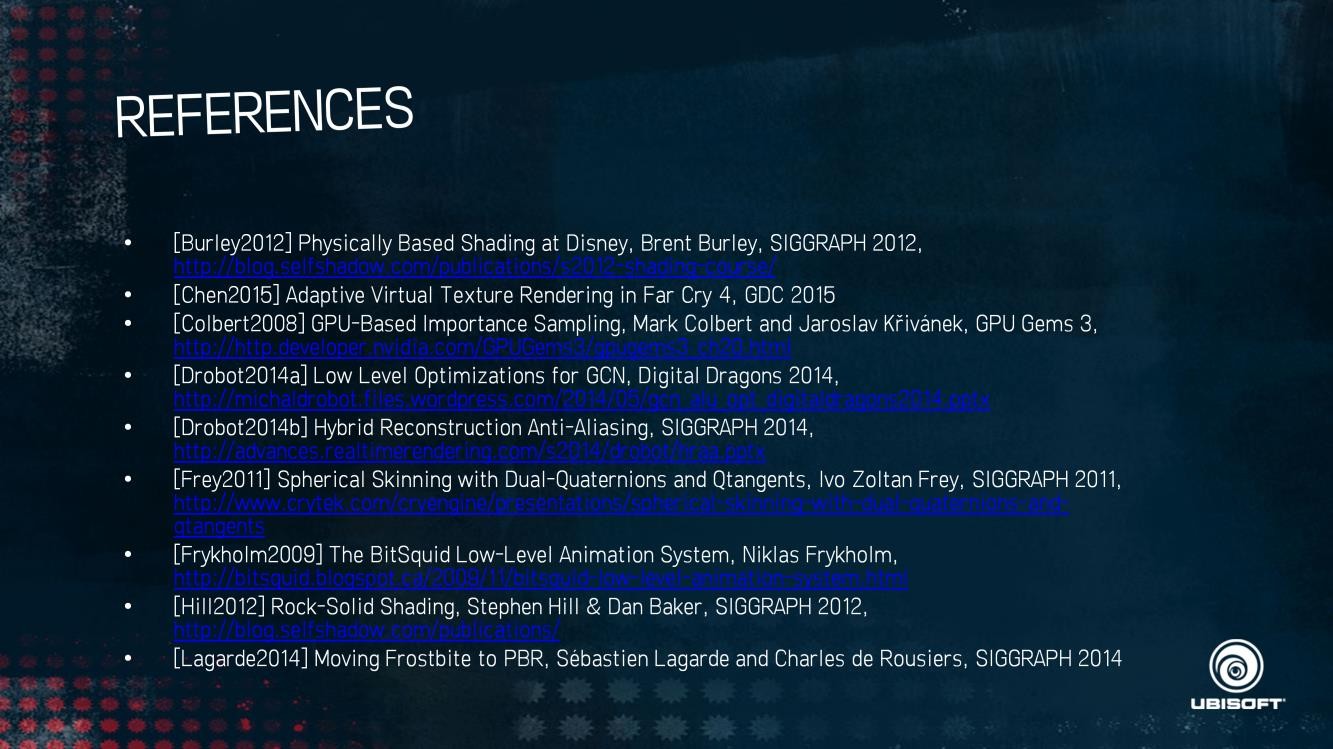 REFERENCES
• [Burley2012] Physically Based Shading at Disney, Brent Burley, SIGGRAPH 2012,
http://blog.selfshadow.com/publications/s2012-shading-course/
• [Chen2015] Adaptive Virtual Texture Rendering in Far Cry 4, GDC 2015
• [Colbert2008] GPU-Based Importance Sampling, Mark Colbert and Jaroslav Křivánek, GPU Gems 3,
http://http.developer.nvidia.com/GPUGems3/gpugems3_ch20.html
• [Drobot2014a] Low Level Optimizations for GCN, Digital Dragons 2014,
http://michaldrobot.files.wordpress.com/2014/05/gcn_alu_opt_digitaldragons2014.pptx
• [Drobot2014b] Hybrid Reconstruction Anti-Aliasing, SIGGRAPH 2014,
http://advances.realtimerendering.com/s2014/drobot/hraa.pptx
• [Frey2011] Spherical Skinning with Dual-Quaternions and Qtangents, Ivo Zoltan Frey, SIGGRAPH 2011,
http://www.crytek.com/cryengine/presentations/spherical-skinning-with-dual-quaternions-and-
qtangents
• [Frykholm2009] The BitSquid Low-Level Animation System, Niklas Frykholm,
http://bitsquid.blogspot.ca/2009/11/bitsquid-low-level-animation-system.html
• [Hill2012] Rock-Solid Shading, Stephen Hill & Dan Baker, SIGGRAPH 2012,
http://blog.selfshadow.com/publications/
• [Lagarde2014] Moving Frostbite to PBR, Sébastien Lagarde and Charles de Rousiers, SIGGRAPH 2014
UBISOFT